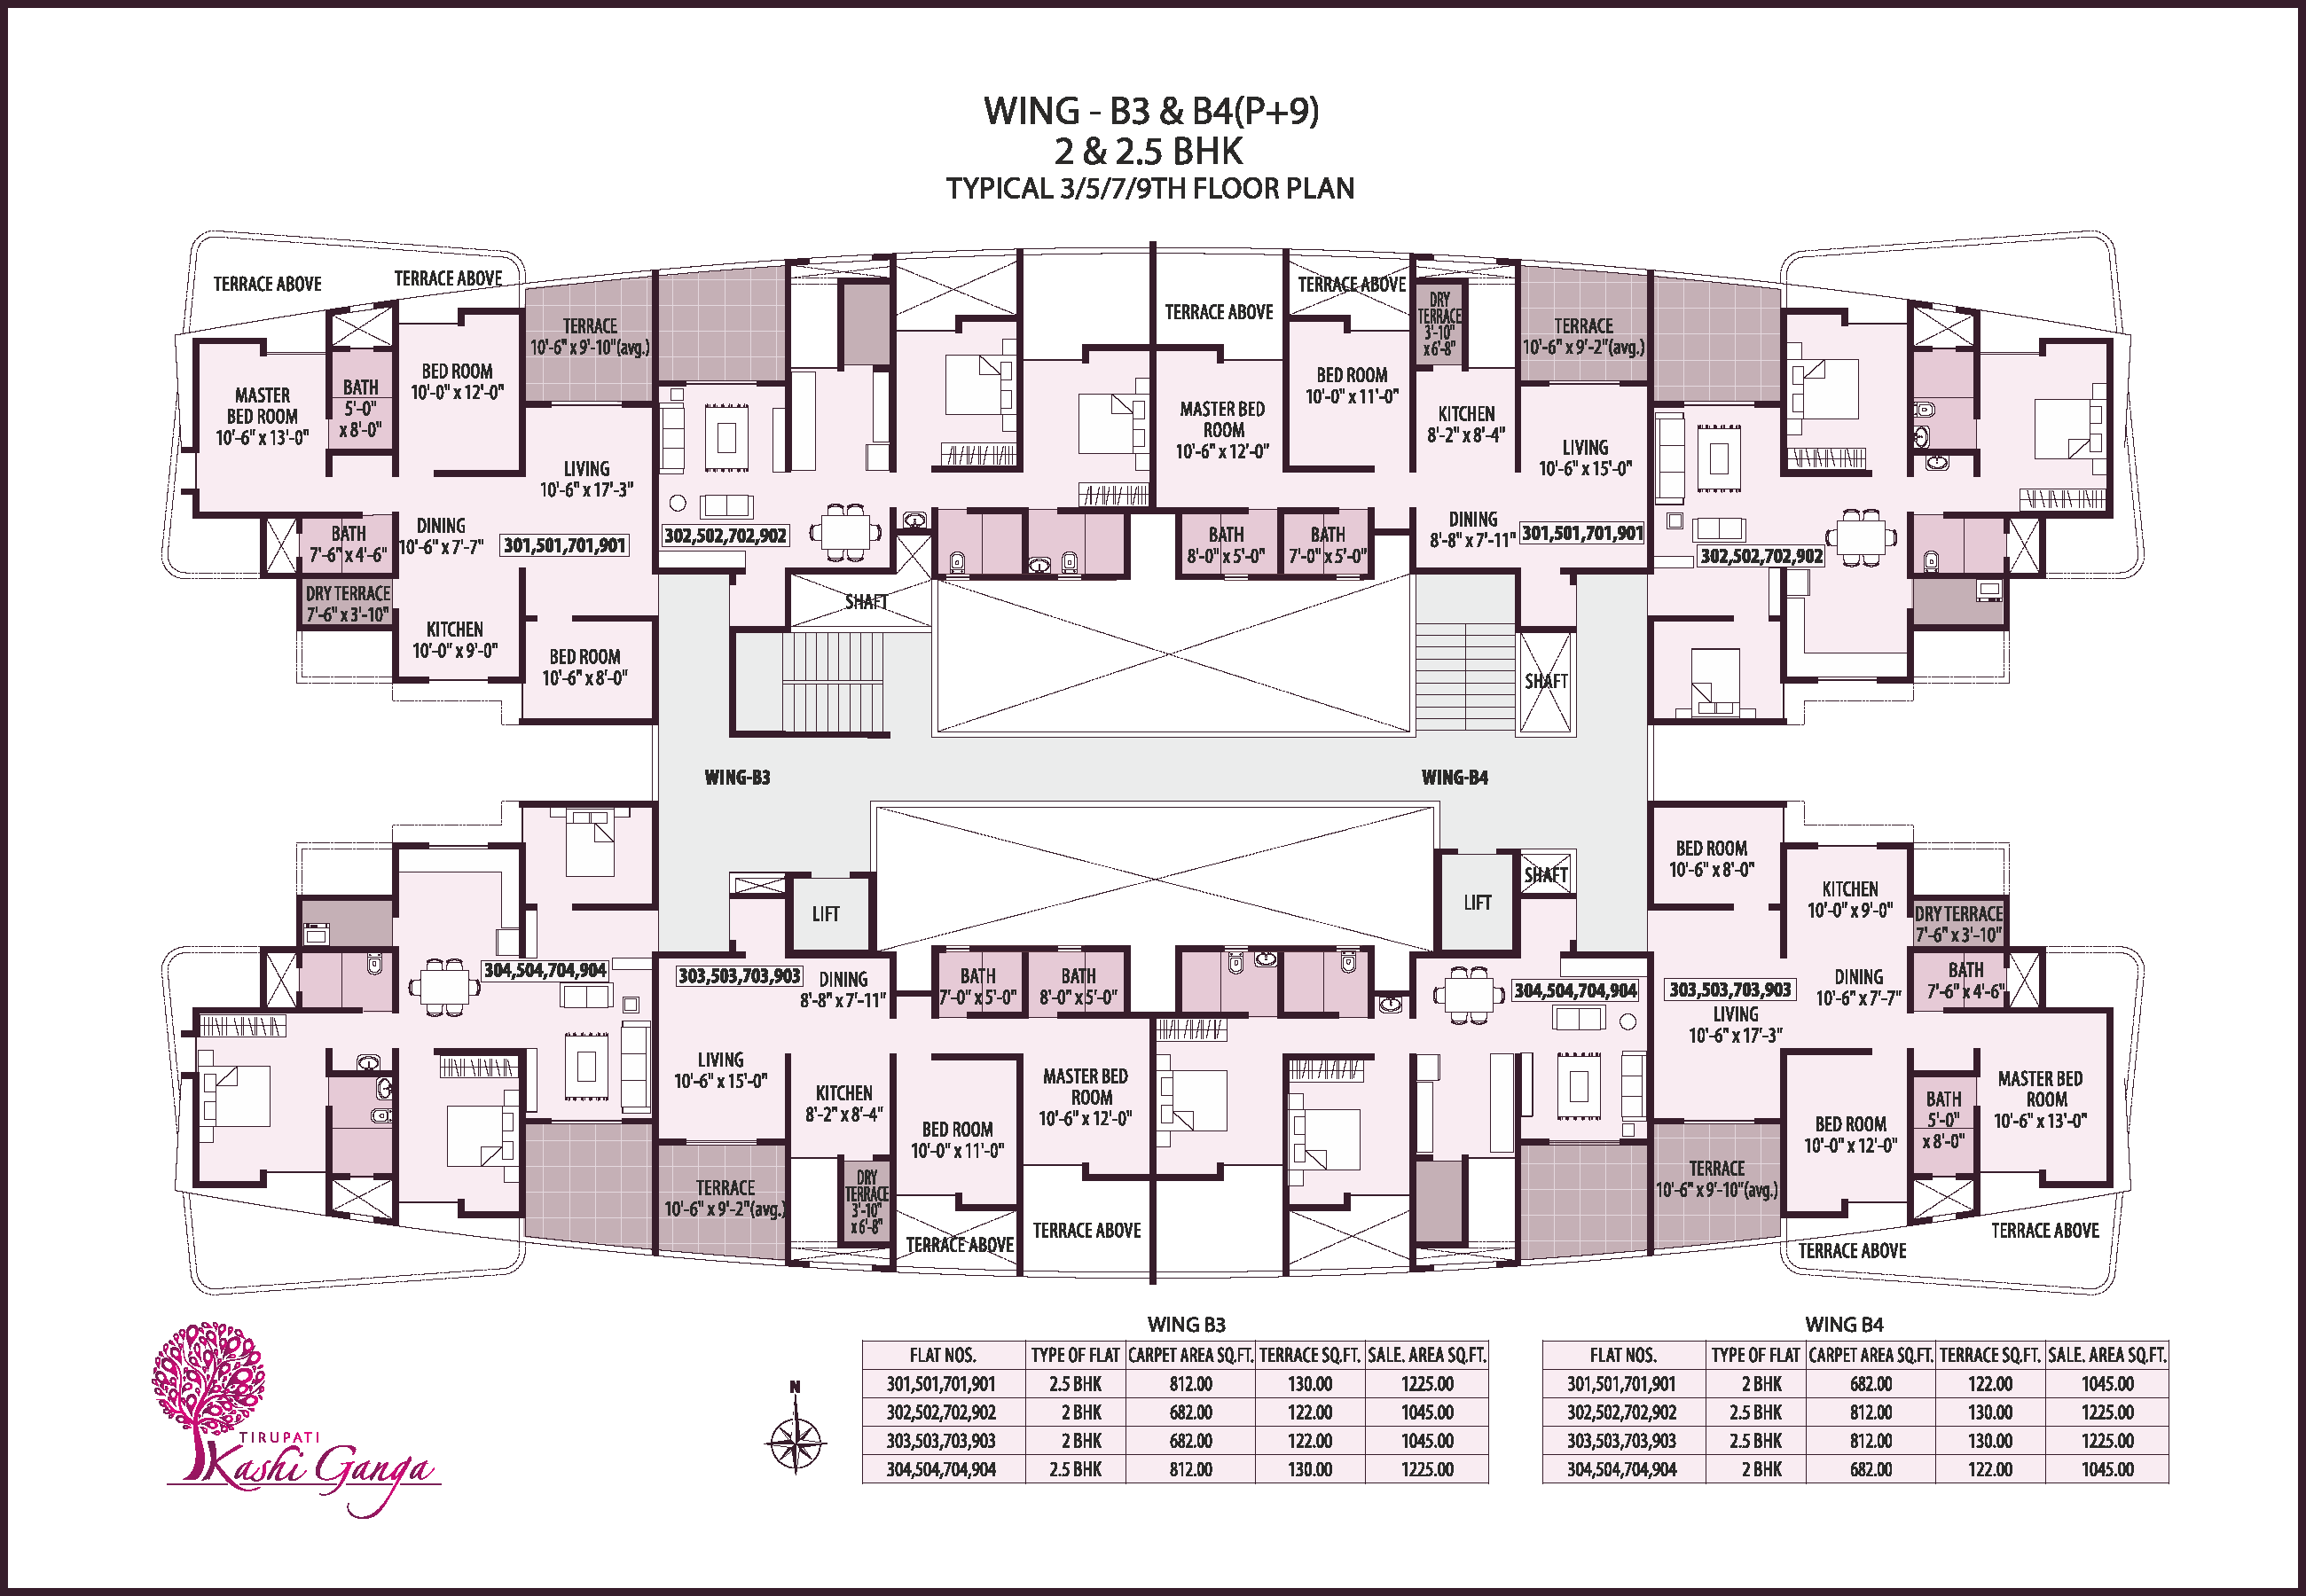 WING - B3 & B4(P+9)
2 & 2.5 BHK
TYPICAL 3/5/7/9TH FLOOR PLAN
TERRACE ABOVE
TERRACE ABOVE
TERRACE ABOVE
TERRACE ABOVE
MASTER
BED ROOM
10'-6" x 13'-0"
BATH
5'-0"
x 8'-0"
BED ROOM
10'-0" x 12'-0"
TERRACE
10'-6" x 9'-10"(avg.)
LIVING
10'-6" x 17'-3"
BATH
7'-6" x 4'-6"
DINING
10'-6" x 7'-7"
301,501,701,901
DRY TERRACE
7'-6" x 3'-10"
KITCHEN
10'-0" x 9'-0"
BED ROOM
10'-6" x 8'-0"
302,502,702,902
SHAFT
MASTER BED
ROOM
10'-6" x 12'-0"
BED ROOM
10'-0" x 11'-0"
DRY
TERRACE
3'-10"
x 6'-8"
KITCHEN
8'-2" x 8'-4"
TERRACE
10'-6" x 9'-2"(avg.)
LIVING
10'-6" x 15'-0"
BATH
8'-0" x 5'-0"
BATH
7'-0" x 5'-0"
DINING
8'-8" x 7'-11"
301,501,701,901
302,502,702,902
SHAFT
WING-B3
WING-B4
SHAFT
LIFT
LIFT
304,504,704,904
303,503,703,903
DINING
8'-8" x 7'-11"
BATH
7'-0" x 5'-0"
BATH
8'-0" x 5'-0"
LIVING
10'-6" x 15'-0"
KITCHEN
8'-2" x 8'-4"
MASTER BED
ROOM
10'-6" x 12'-0"
BED ROOM
10'-0" x 11'-0"
TERRACE
10'-6" x 9'-2"(avg.)
DRY
TERRACE
3'-10"
x 6'-8"
TERRACE ABOVE
TERRACE ABOVE
304,504,704,904
BED ROOM
10'-6" x 8'-0"
KITCHEN
10'-0" x 9'-0"
DRY TERRACE
7'-6" x 3'-10"
303,503,703,903
DINING
10'-6" x 7'-7"
BATH
7'-6" x 4'-6"
LIVING
10'-6" x 17'-3"
MASTER BED
ROOM
10'-6" x 13'-0"
BATH
5'-0"
x 8'-0"
BED ROOM
10'-0" x 12'-0"
TERRACE
10'-6" x 9'-10"(avg.)
TERRACE ABOVE
TERRACE ABOVE
TIRUPATI
Kashi Ganga
N
WING B3
FLAT NOS. TYPE OF FLAT CARPET AREA SQ.FT. TERRACE SQ.FT. SALE. AREA SQ.FT.
301,501,701,901 2.5 BHK 812.00 130.00 1225.00
302,502,702,902 2 BHK 682.00 122.00 1045.00
303,503,703,903 2 BHK 682.00 122.00 1045.00
304,504,704,904 2.5 BHK 812.00 130.00 1225.00
WING B4
FLAT NOS. TYPE OF FLAT CARPET AREA SQ.FT. TERRACE SQ.FT. SALE. AREA SQ.FT.
301,501,701,901 2 BHK 682.00 122.00 1045.00
302,502,702,902 2.5 BHK 812.00 130.00 1225.00
303,503,703,903 2.5 BHK 812.00 130.00 1225.00
304,504,704,904 2 BHK 682.00 122.00 1045.00